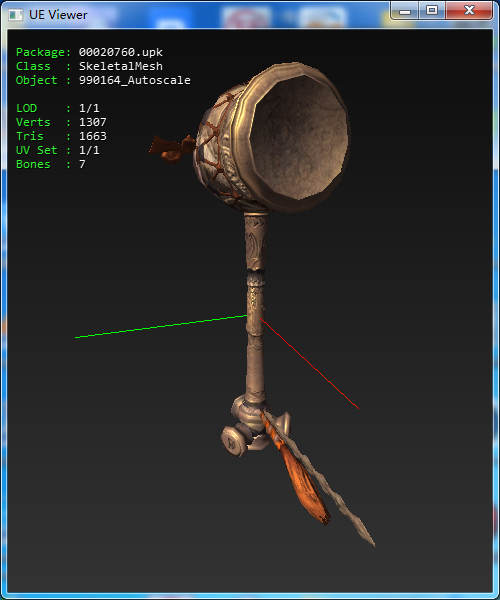 UE Viewer
Package: 00020760.upk
Class : SkeletalMesh
Object : 990164_Autoscale
LOD : 1/1
Verts : 1307
Tris : 1663
UV Set : 1/1
Bones : 7